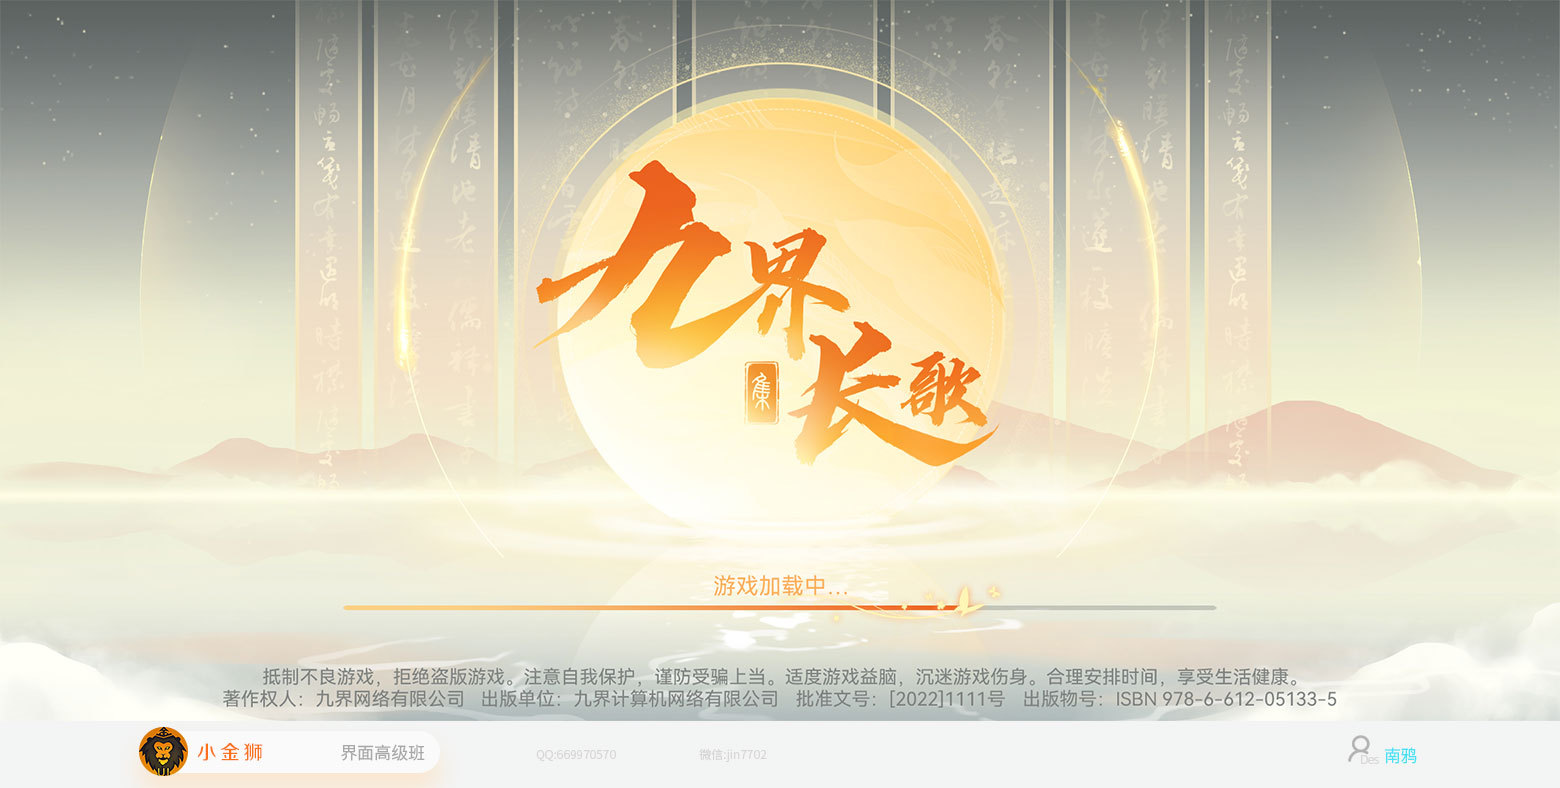 九界
长歌
集
游戏加载中...
抵制不良游戏，拒绝盗版游戏。注意自我保护，谨防受骗上当。适度游戏益脑，沉迷游戏伤身。合理安排时间，享受生活健康。
著作权人：九界网络有限公司 出版单位：九界计算机网络有限公司 批准文号：[2022]1111号 出版物号：ISBN 978-6-612-05133-5
小金狮 界面高级班 QQ:669970570 微信:jin7702 Des 南鸦